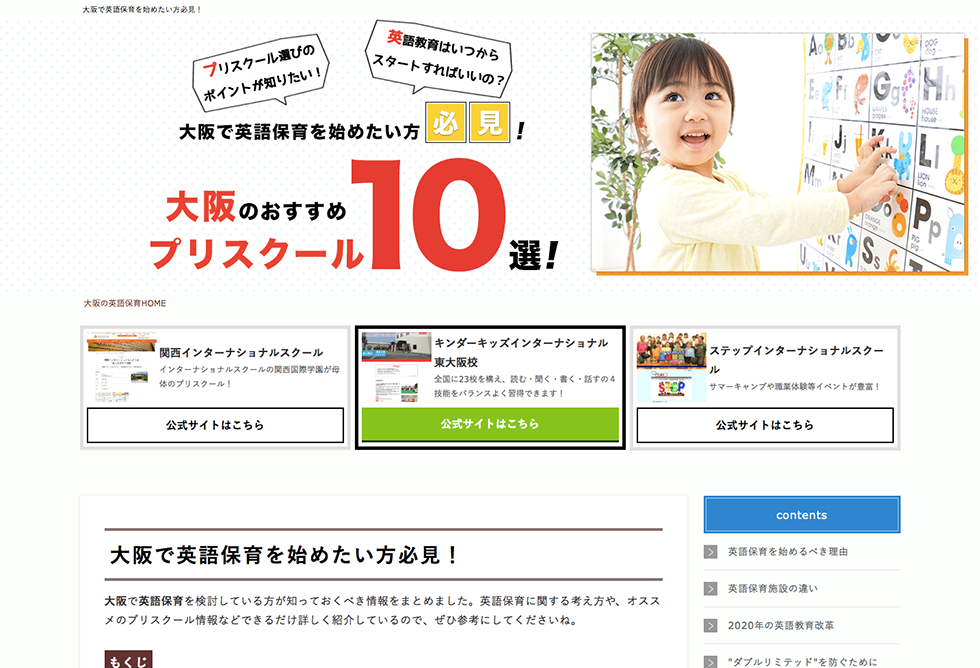 大阪で英語保育を始めたい方必見！
プリスクール選びの
ポイントが知りたい！
英語教育はいつから
スタートすればいいの？
大阪で英語保育を始めたい方 必見！
大阪のおすすめ
プリスクール10選！
DOG
dog
GRAPES
grapes
HOUSE
house
LION
lion
ORANGE
orange
PIG
pig
大阪の英語保育HOME
関西インターナショナルスクール
インターナショナルスクールの関西国際学園が母
体のプリスクール！
公式サイトはこちら
キンダーキッズインターナショナル
東大阪校
全国に23校を構え、読む・聞く・書く・話すの４
技能をバランスよく習得できます！
公式サイトはこちら
ステップインターナショナルスクー
ル
サマーキャンプや職業体験等イベントが豊富！
公式サイトはこちら
大阪で英語保育を始めたい方必見！
大阪で英語保育を検討している方が知っておくべき情報をまとめました。英語保育に関する考え方や、オスス
メのプリスクール情報などできるだけ詳しく紹介しているので、ぜひ参考にしてくださいね。
もくじ
contents
英語保育を始めるべき理由
英語保育施設の違い
2020年の英語教育改革
"ダブルリミテッド"を防ぐために